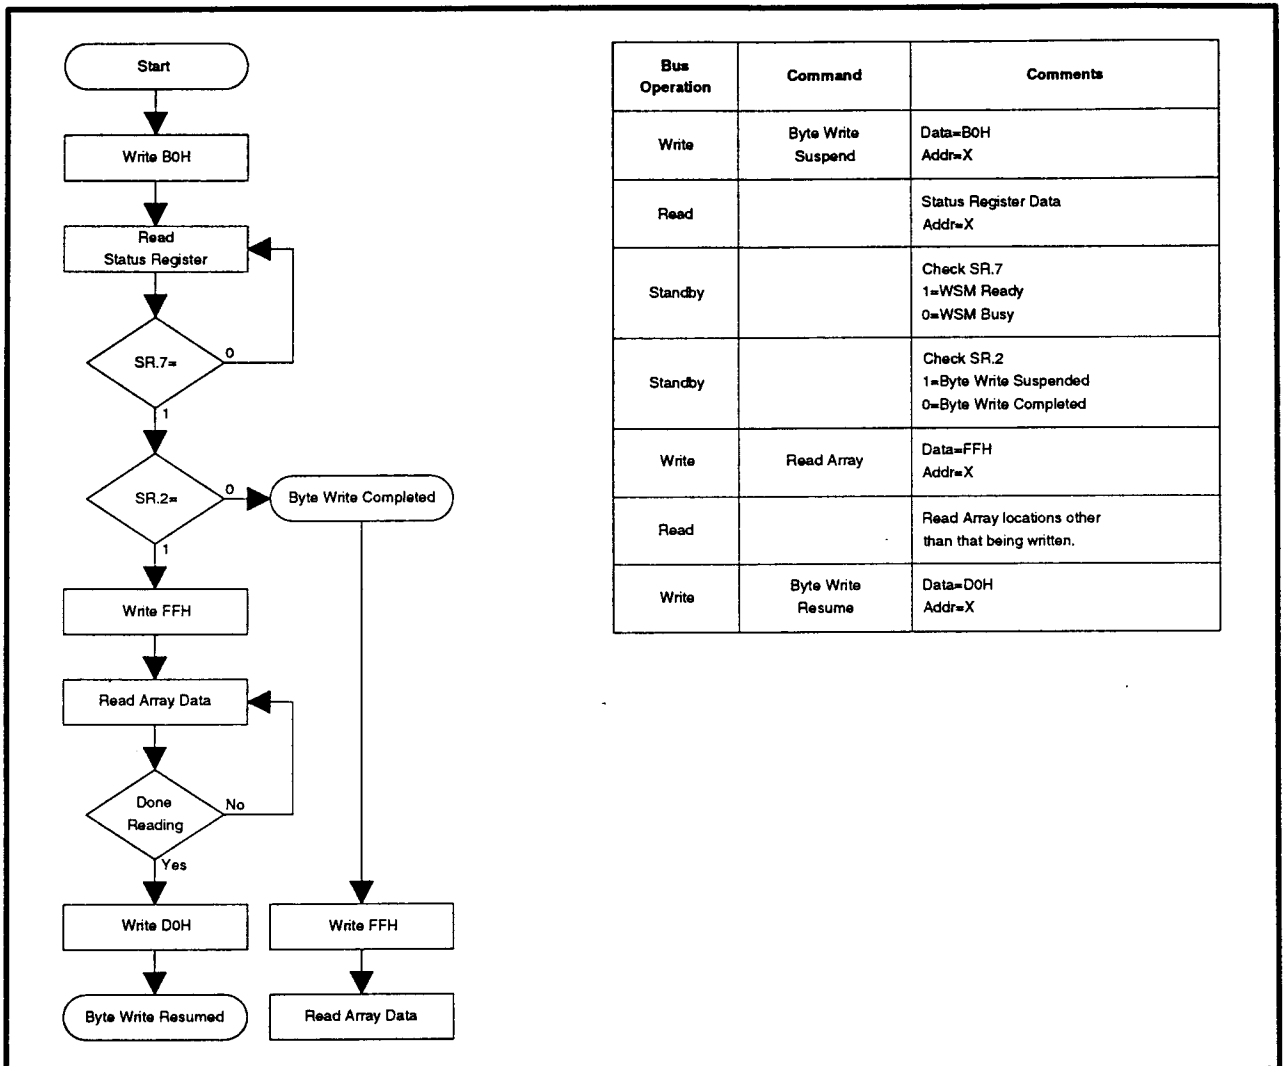 Start
Write B0H
Read
Status Register
SR.7=
0
1
SR.2=
0
Byte Write Completed
1
Write FFH
Read Array Data
Done
Reading
No
Yes
Write D0H
Write FFH
Byte Write Resumed
Read Array Data
Bus
Operation
Command
Comments
Write
Byte Write
Suspend
Data=B0H
Addr=X
Read
Status Register Data
Addr=X
Standby
Check SR.7
1=WSM Ready
0=WSM Busy
Standby
Check SR.2
1=Byte Write Suspended
0=Byte Write Completed
Write
Read Array
Data=FFH
Addr=X
Read
Read Array locations other
than that being written.
Write
Byte Write
Resume
Data=D0H
Addr=X